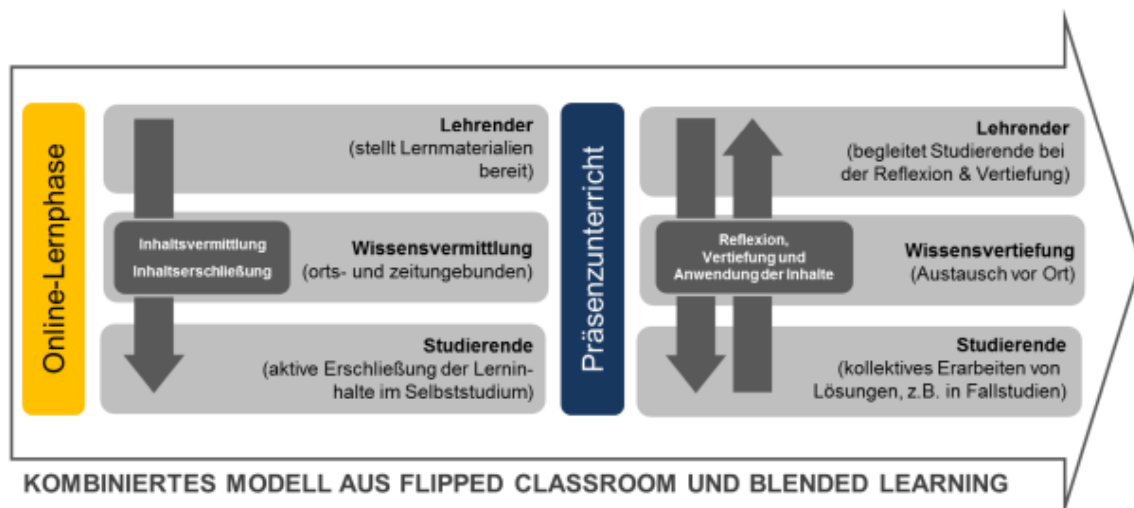 Online-Lernphase
Lehrender
(stellt Lernmaterialien
bereit)
Inhaltsvermittlung
Inhaltserschließung
Wissensvermittlung
(orts- und zeitungebunden)
Studierende
(aktive Erschließung der Lernin-
halte im Selbststudium)
Präsenzunterricht
Lehrender
(begleitet Studierende bei
der Reflexion & Vertiefung)
Reflexion,
Vertiefung und
Anwendung der Inhalte
Wissensvertiefung
(Austausch vor Ort)
Studierende
(kollektives Erarbeiten von
Lösungen, z.B. in Fallstudien)
KOMBINIERTES MODELL AUS FLIPPED CLASSROOM UND BLENDED LEARNING